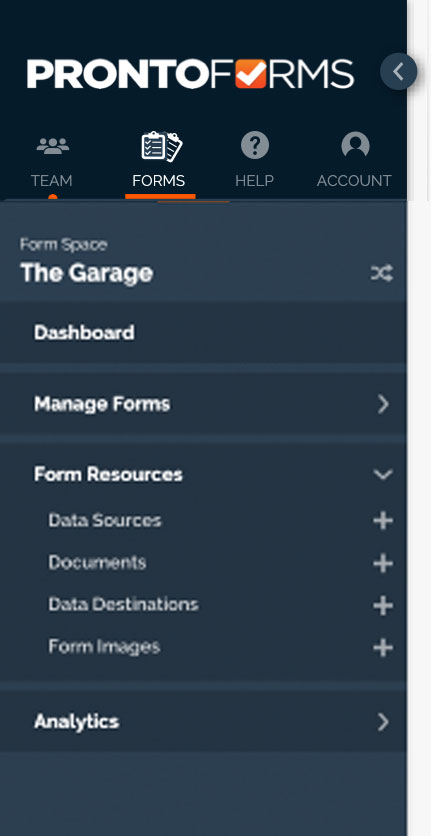 PRONTOFORMS
TEAM FORMS HELP ACCOUNT
Form Space
The Garage
Dashboard
Manage Forms
Form Resources
Data Sources
Documents
Data Destinations
Form Images
Analytics